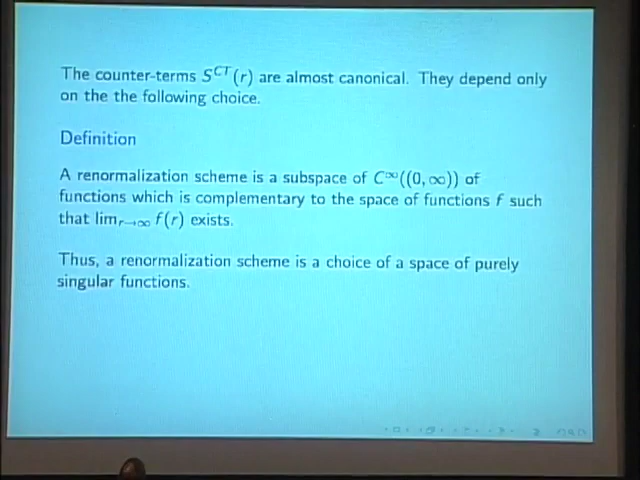 The counter-terms S^{CT}(r) are almost canonical. They depend only
on the the following choice.
Definition
A renormalization scheme is a subspace of C^∞((0, ∞)) of
functions which is complementary to the space of functions f such
that lim_{r→∞} f(r) exists.
Thus, a renormalization scheme is a choice of a space of purely
singular functions.